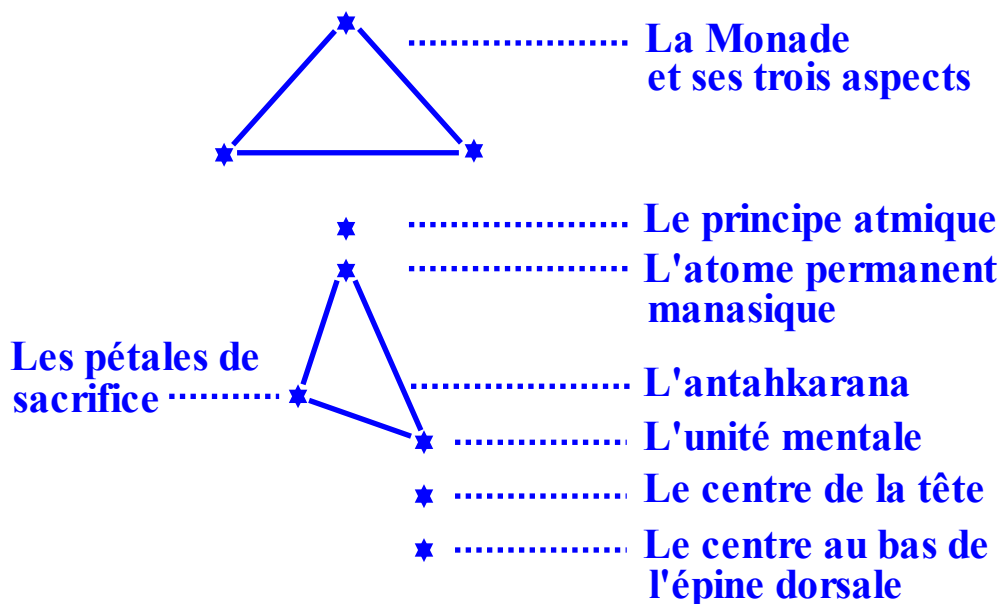 La Monade
et ses trois aspects
Le principe atmique
L'atome permanent
manasique
Les pétales de
sacrifice
L'antahkarana
L'unité mentale
Le centre de la tête
Le centre au bas de
l'épine dorsale